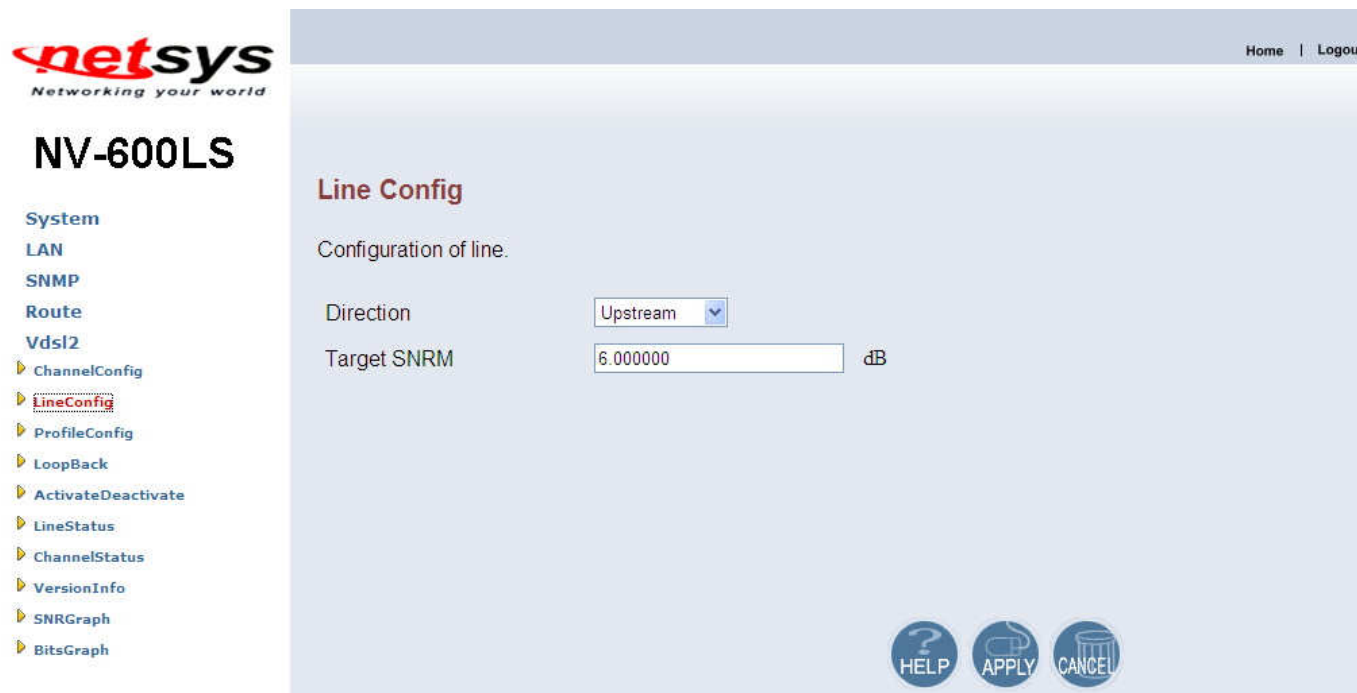 netsys
Networking your world
Home | Logou
NV-600LS
System
LAN
SNMP
Route
Vdsl2
ChannelConfig
LineConfig
ProfileConfig
LoopBack
ActivateDeactivate
LineStatus
ChannelStatus
VersionInfo
SNRGraph
BitsGraph
Line Config
Configuration of line.
Direction Upstream
Target SNRM 6.000000 dB
HELP APPLY CANCEL